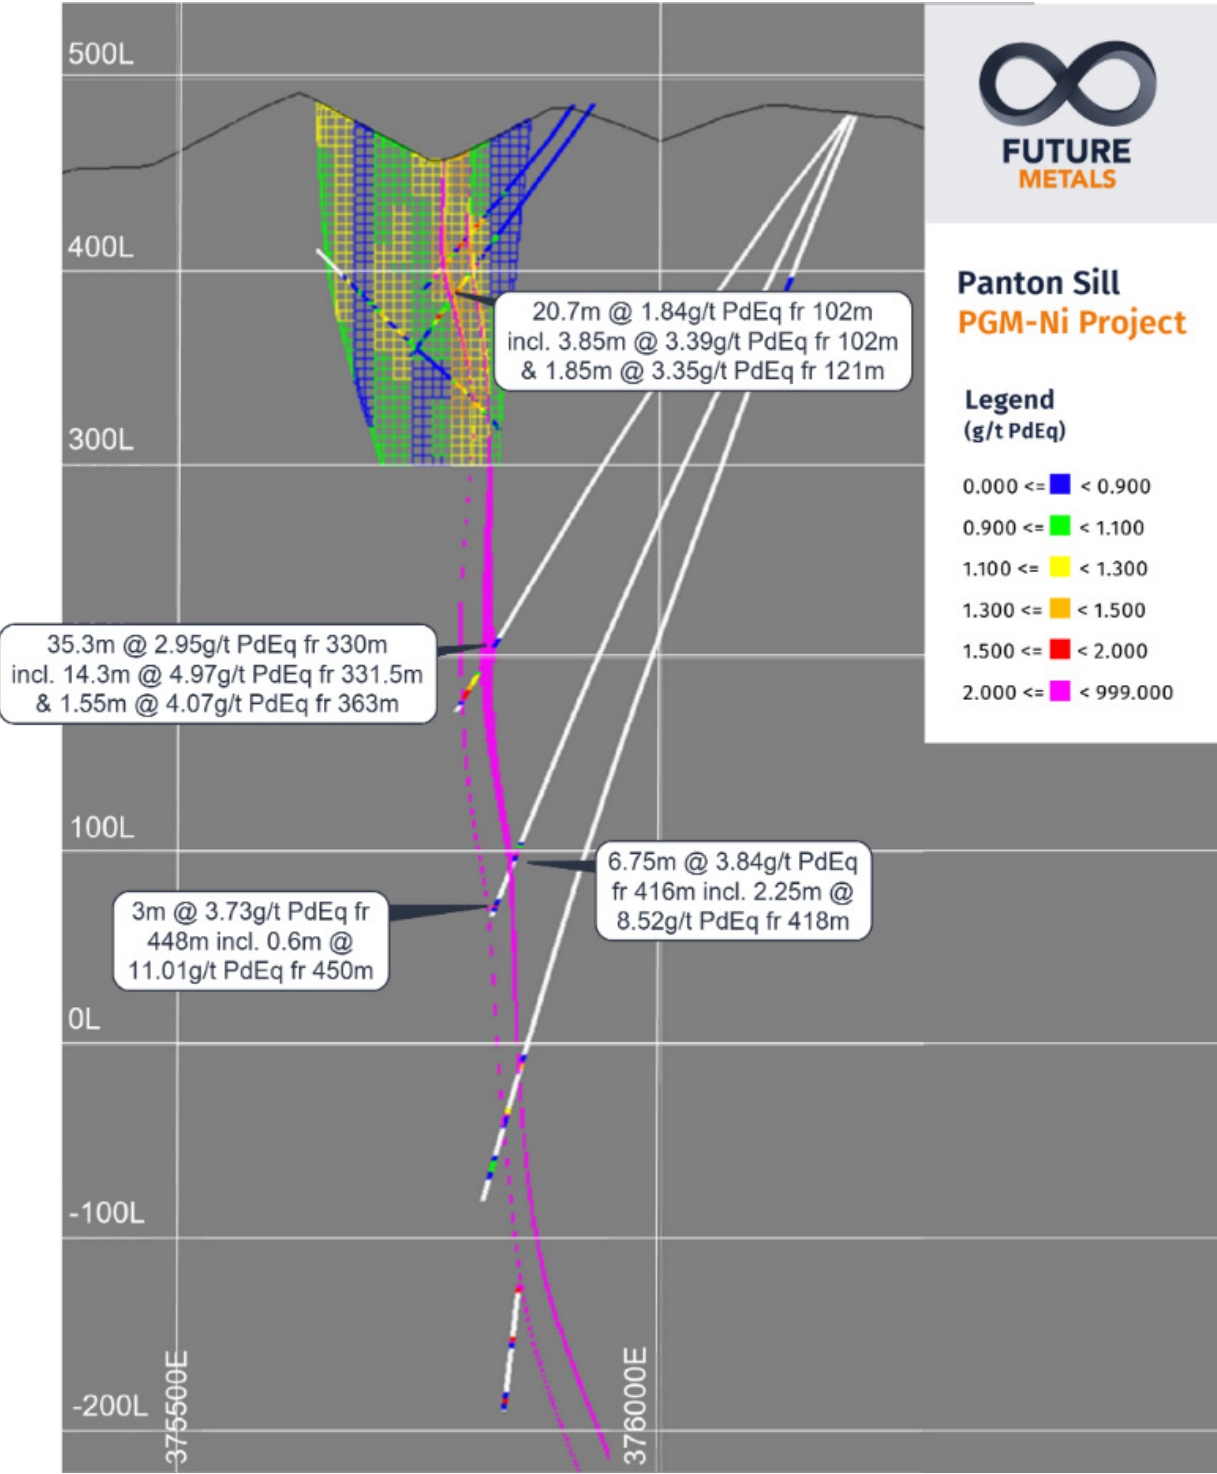 500L
400L
300L
100L
0L
-100L
-200L
375500E
376000E
20.7m @ 1.84g/t PdEq fr 102m
incl. 3.85m @ 3.39g/t PdEq fr 102m
& 1.85m @ 3.35g/t PdEq fr 121m
35.3m @ 2.95g/t PdEq fr 330m
incl. 14.3m @ 4.97g/t PdEq fr 331.5m
& 1.55m @ 4.07g/t PdEq fr 363m
6.75m @ 3.84g/t PdEq
fr 416m incl. 2.25m @
8.52g/t PdEq fr 418m
3m @ 3.73g/t PdEq fr
448m incl. 0.6m @
11.01g/t PdEq fr 450m
FUTURE
METALS
Panton Sill
PGM-Ni Project
Legend
(g/t PdEq)
0.000 <= < 0.900
0.900 <= < 1.100
1.100 <= < 1.300
1.300 <= < 1.500
1.500 <= < 2.000
2.000 <= < 999.000